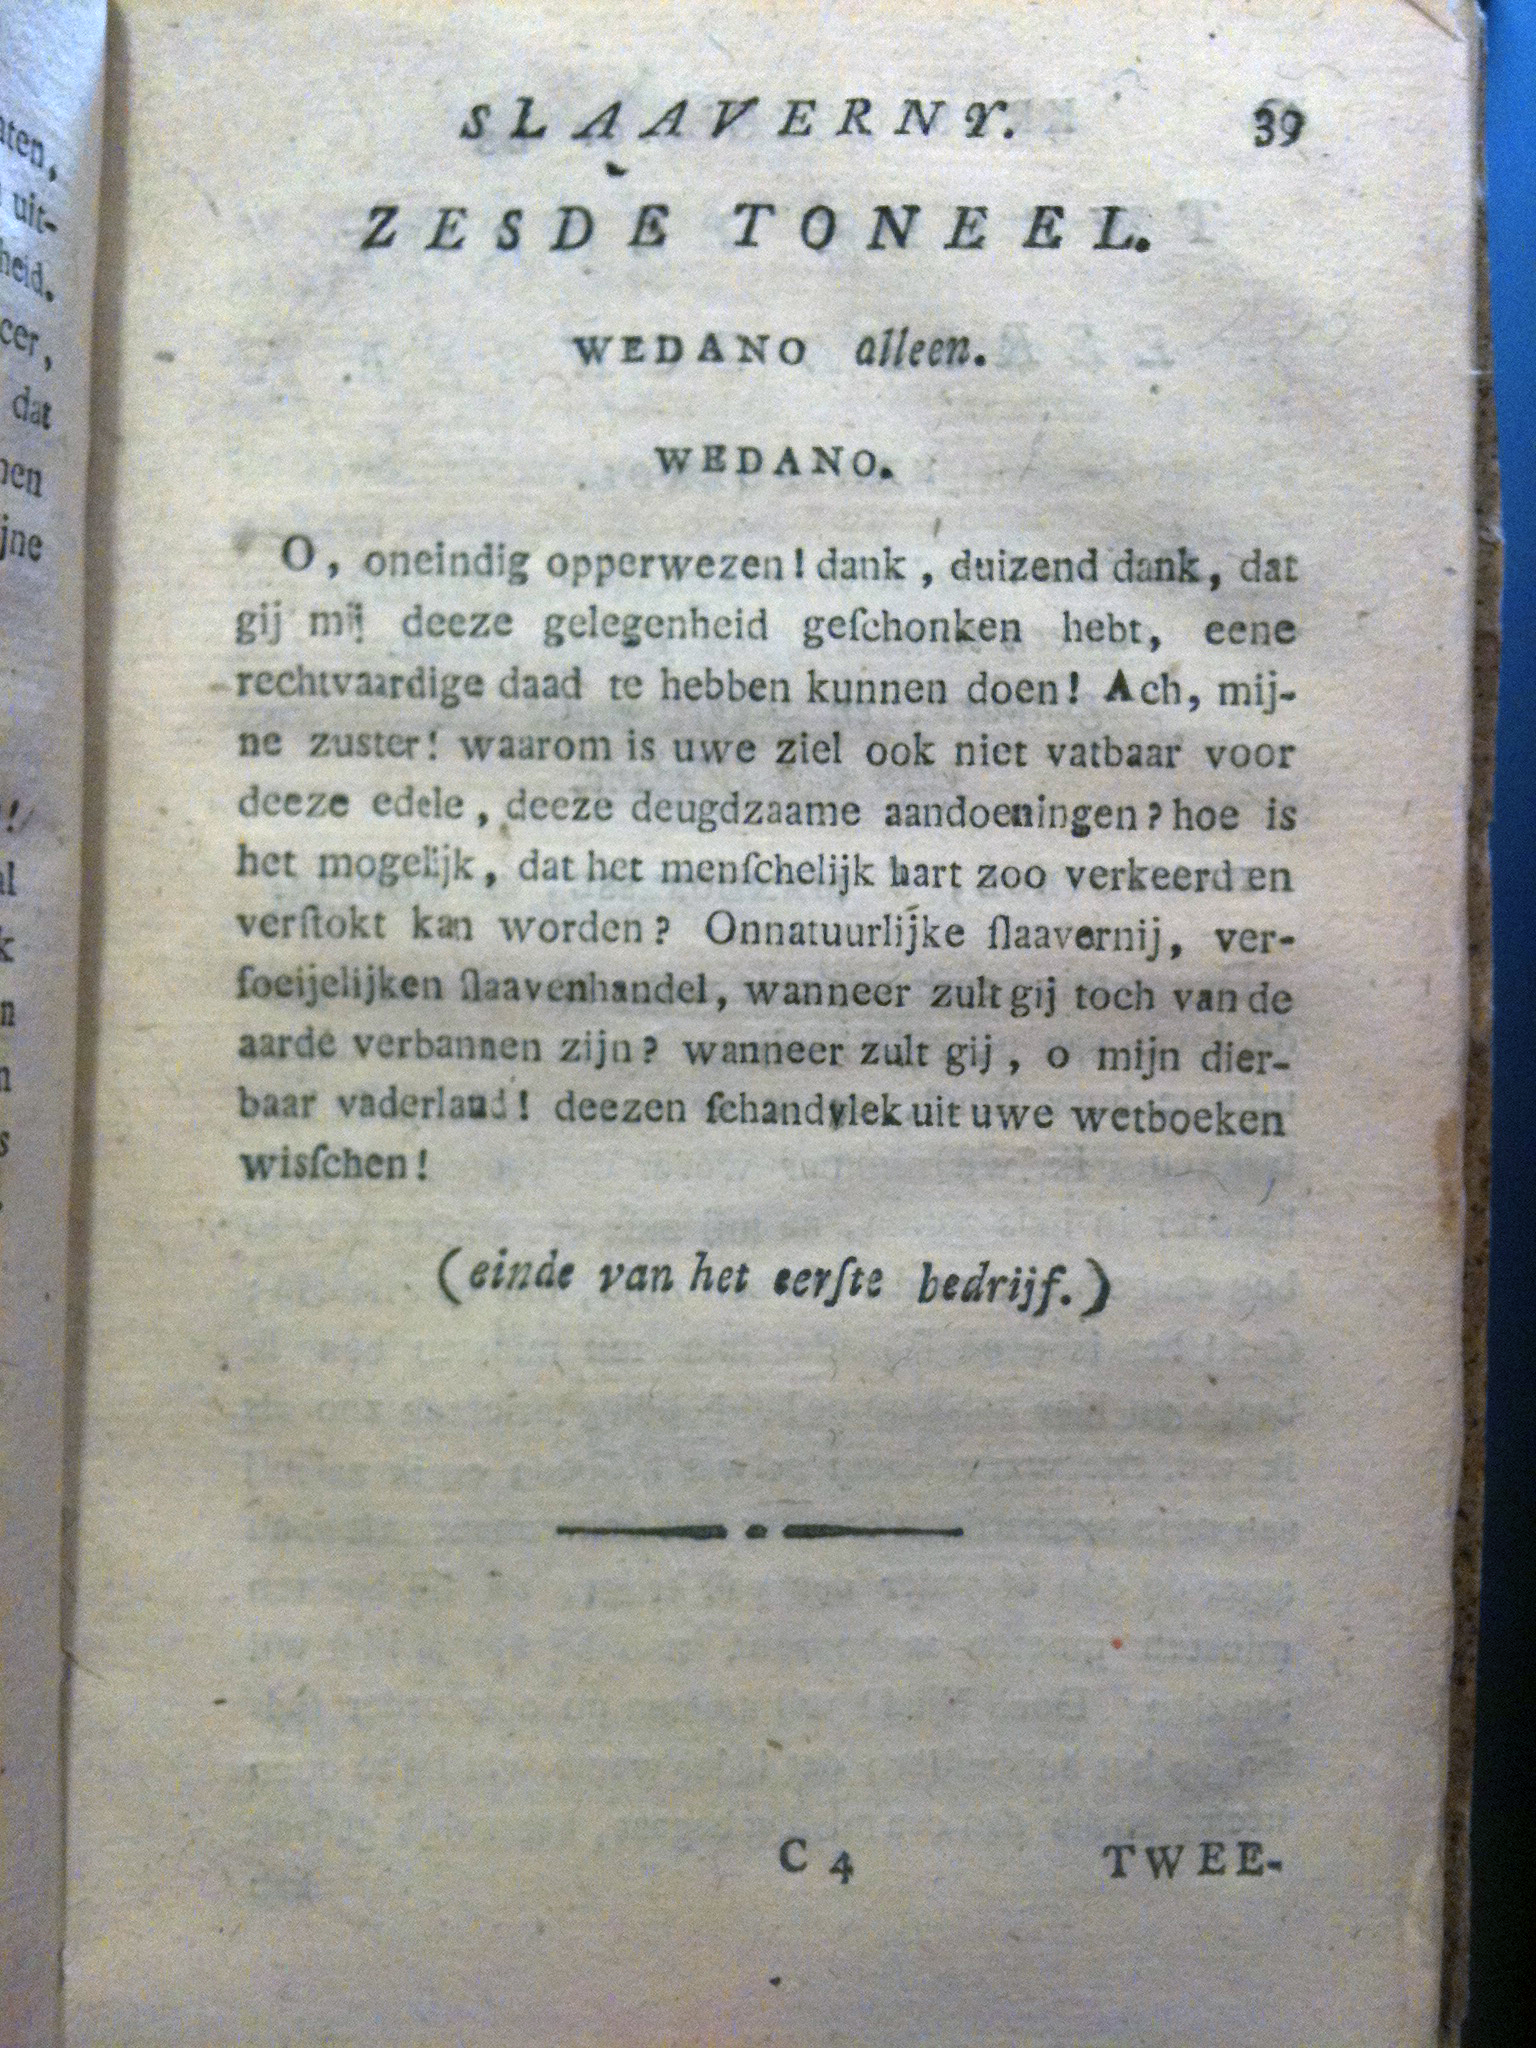 SLAAVERNY. 39
ZESDE TONEEL.
WEDANO alleen.
WEDANO.
O, oneindig opperwezen! dank, duizend dank, dat
gij mij deeze gelegenheid geſchonken hebt, eene
rechtvaardige daad te hebben kunnen doen! Ach, mij-
ne zuster! waarom is uwe ziel ook niet vatbaar voor
deeze edele, deeze deugdzaame aandoeningen? hoe is
het mogelijk, dat het menſchelijk hart zoo verkeerd en
verſtokt kan worden? Onnatuurlijke ſlaavernij, ver-
foeijelijken ſlaavenhandel, wanneer zult gij toch van de
aarde verbannen zijn? wanneer zult gij, o mijn dier-
baar vaderland! deezen ſchandvlek uit uwe wetboeken
wisſchen!
(einde van het eerſte bedrijf.)
C 4 TWEE-
uit-
heid.
dat